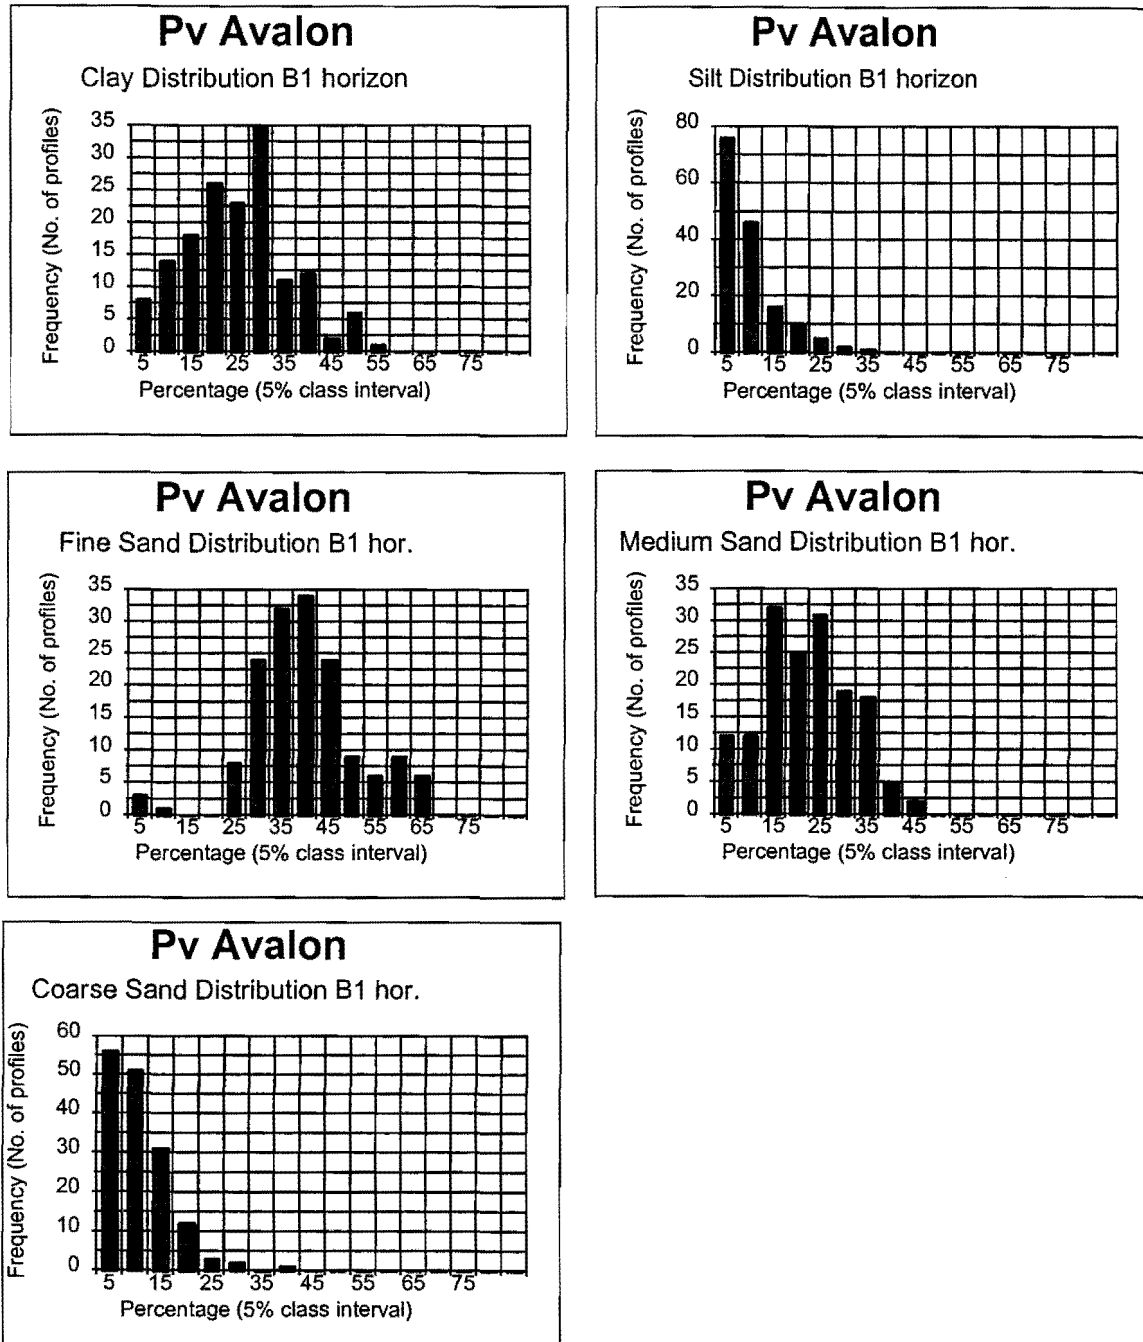 Pv Avalon
Clay Distribution B1 horizon
Frequency (No. of profiles)
35
30
25
20
15
10
5
0
5 15 25 35 45 55 65 75
Percentage (5% class interval)
Pv Avalon
Silt Distribution B1 horizon
Frequency (No. of profiles)
80
60
40
20
0
5 15 25 35 45 55 65 75
Percentage (5% class interval)
Pv Avalon
Fine Sand Distribution B1 hor.
Frequency (No. of profiles)
35
30
25
20
15
10
5
0
5 15 25 35 45 55 65 75
Percentage (5% class interval)
Pv Avalon
Medium Sand Distribution B1 hor.
Frequency (No. of profiles)
35
30
25
20
15
10
5
0
5 15 25 35 45 55 65 75
Percentage (5% class interval)
Pv Avalon
Coarse Sand Distribution B1 hor.
Frequency (No. of profiles)
60
50
40
30
20
10
0
5 15 25 35 45 55 65 75
Percentage (5% class interval)